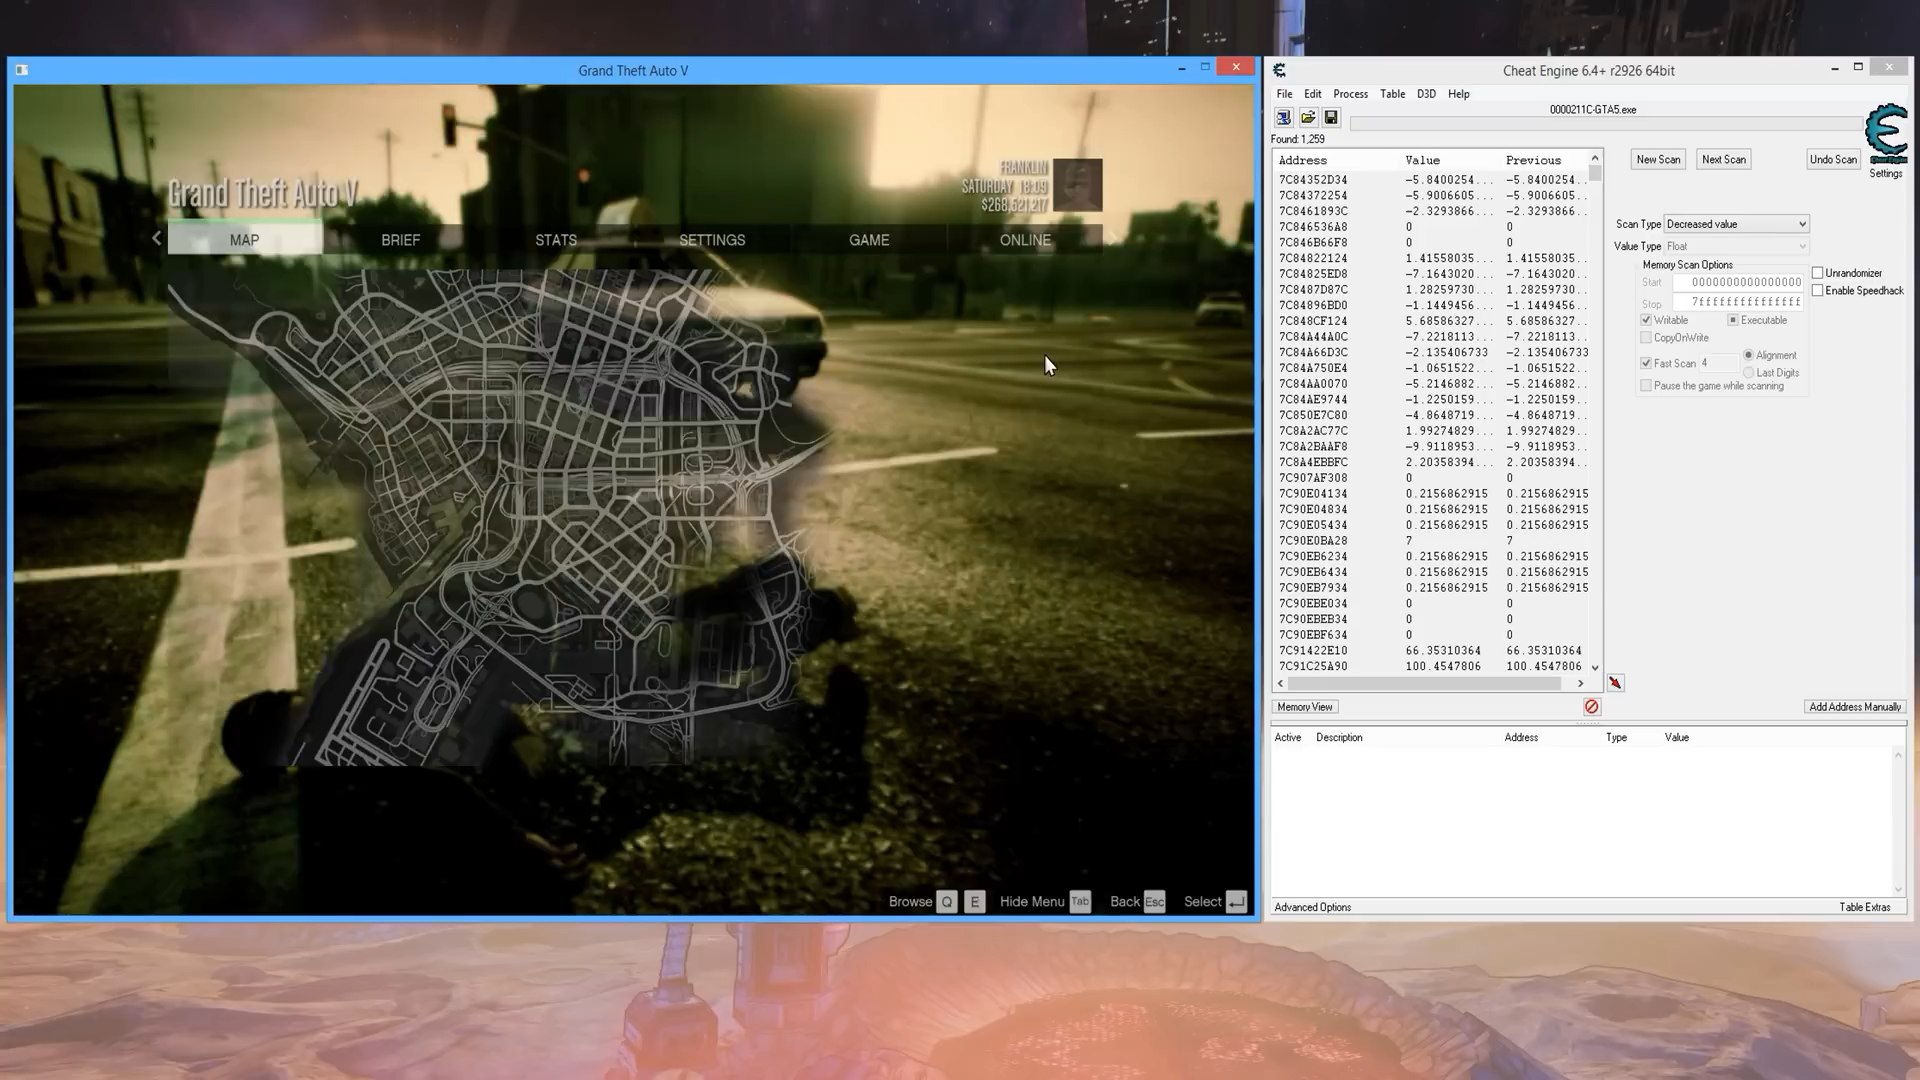 Grand Theft Auto V
Grand Theft Auto V
FRANKLIN
SATURDAY 18:09
$268,521,217
MAP BRIEF STATS SETTINGS GAME ONLINE
Browse Q E Hide Menu Tab Back Esc Select
Cheat Engine 6.4+ r2926 64bit
File Edit Process Table D3D Help
0000211C-GTA5.exe
Found: 1,259
Address Value Previous
7C84352D34 -5.8400254... -5.8400254..
7C84372254 -5.9006605... -5.9006605..
7C8461893C -2.3293866... -2.3293866..
7C846536A8 0 0
7C846B66F8 0 0
7C84822124 1.41558035... 1.41558035..
7C84825ED8 -7.1643020... -7.1643020..
7C8487D87C 1.28259730... 1.28259730..
7C84896BD0 -1.1449456... -1.1449456..
7C848CF124 5.68586327... 5.68586327..
7C84A44A0C -7.2218113... -7.2218113..
7C84A66D3C -2.135406733 -2.135406733
7C84A750E4 -1.0651522... -1.0651522..
7C84AA0070 -5.2146882... -5.2146882..
7C84AE9744 -1.2250159... -1.2250159..
7C850E7C80 -4.8648719... -4.8648719..
7C8A2AC77C 1.99274829... 1.99274829..
7C8A2BAAF8 -9.9118953... -9.9118953..
7C8A4EBBFC 2.20358394... 2.20358394..
7C907AF308 0 0
7C90E04134 0.2156862915 0.2156862915
7C90E04834 0.2156862915 0.2156862915
7C90E05434 0.2156862915 0.2156862915
7C90E0BA28 7 7
7C90EB6234 0.2156862915 0.2156862915
7C90EB6434 0.2156862915 0.2156862915
7C90EB7934 0.2156862915 0.2156862915
7C90EBE034 0 0
7C90EBEB34 0 0
7C90EBF634 0 0
7C91422E10 66.35310364 66.35310364
7C91C25A90 100.4547806 100.4547806
New Scan Next Scan Undo Scan
Settings
Scan Type Decreased value
Value Type Float
Memory Scan Options
Start 0000000000000000
Stop 7fffffffffffffff
Unrandomizer
Enable Speedhack
Writable Executable
CopyOnWrite
Fast Scan 4 Alignment
Last Digits
Pause the game while scanning
Memory View Add Address Manually
Active Description Address Type Value
Advanced Options Table Extras